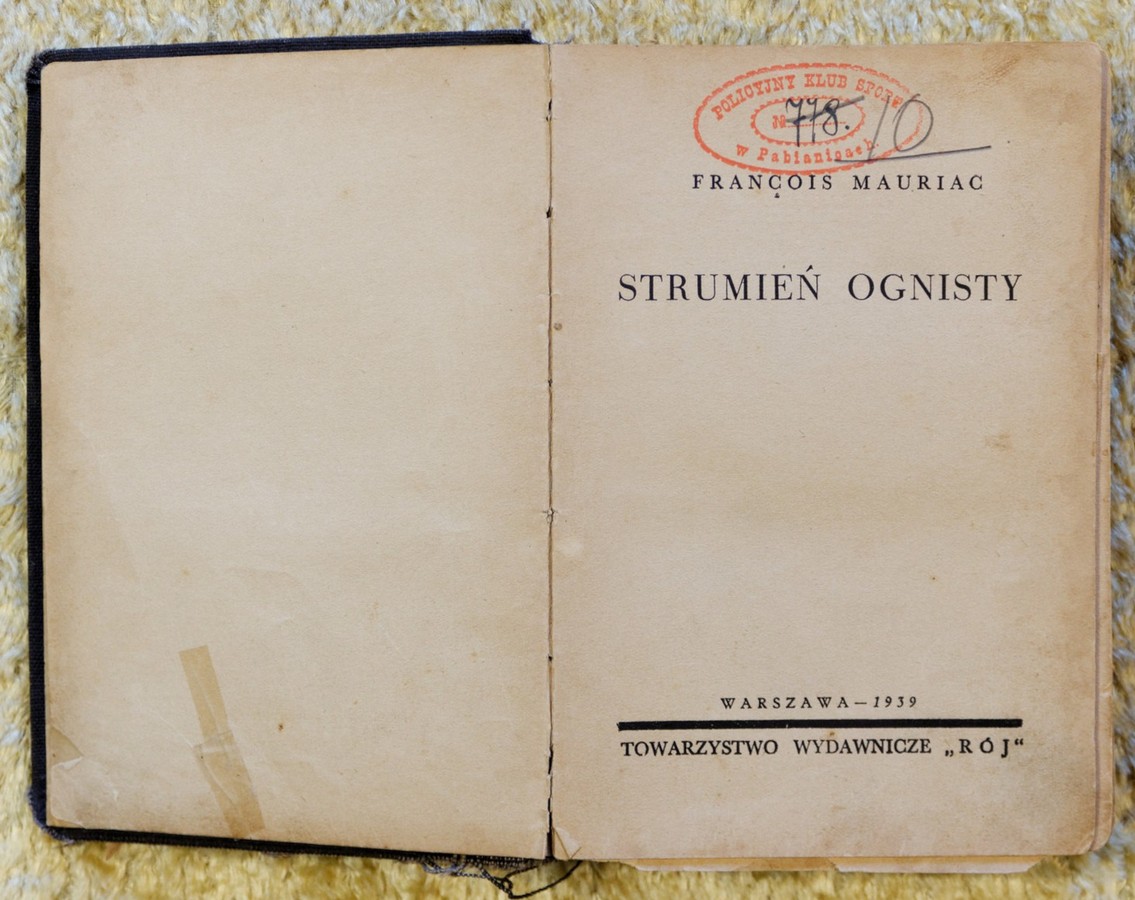 POLICYJNY KLUB SPORT.
№ 778. 10
w Pabianicach
FRANÇOIS MAURIAC
STRUMIEŃ OGNISTY
WARSZAWA — 1939
TOWARZYSTWO WYDAWNICZE „RÓJ“